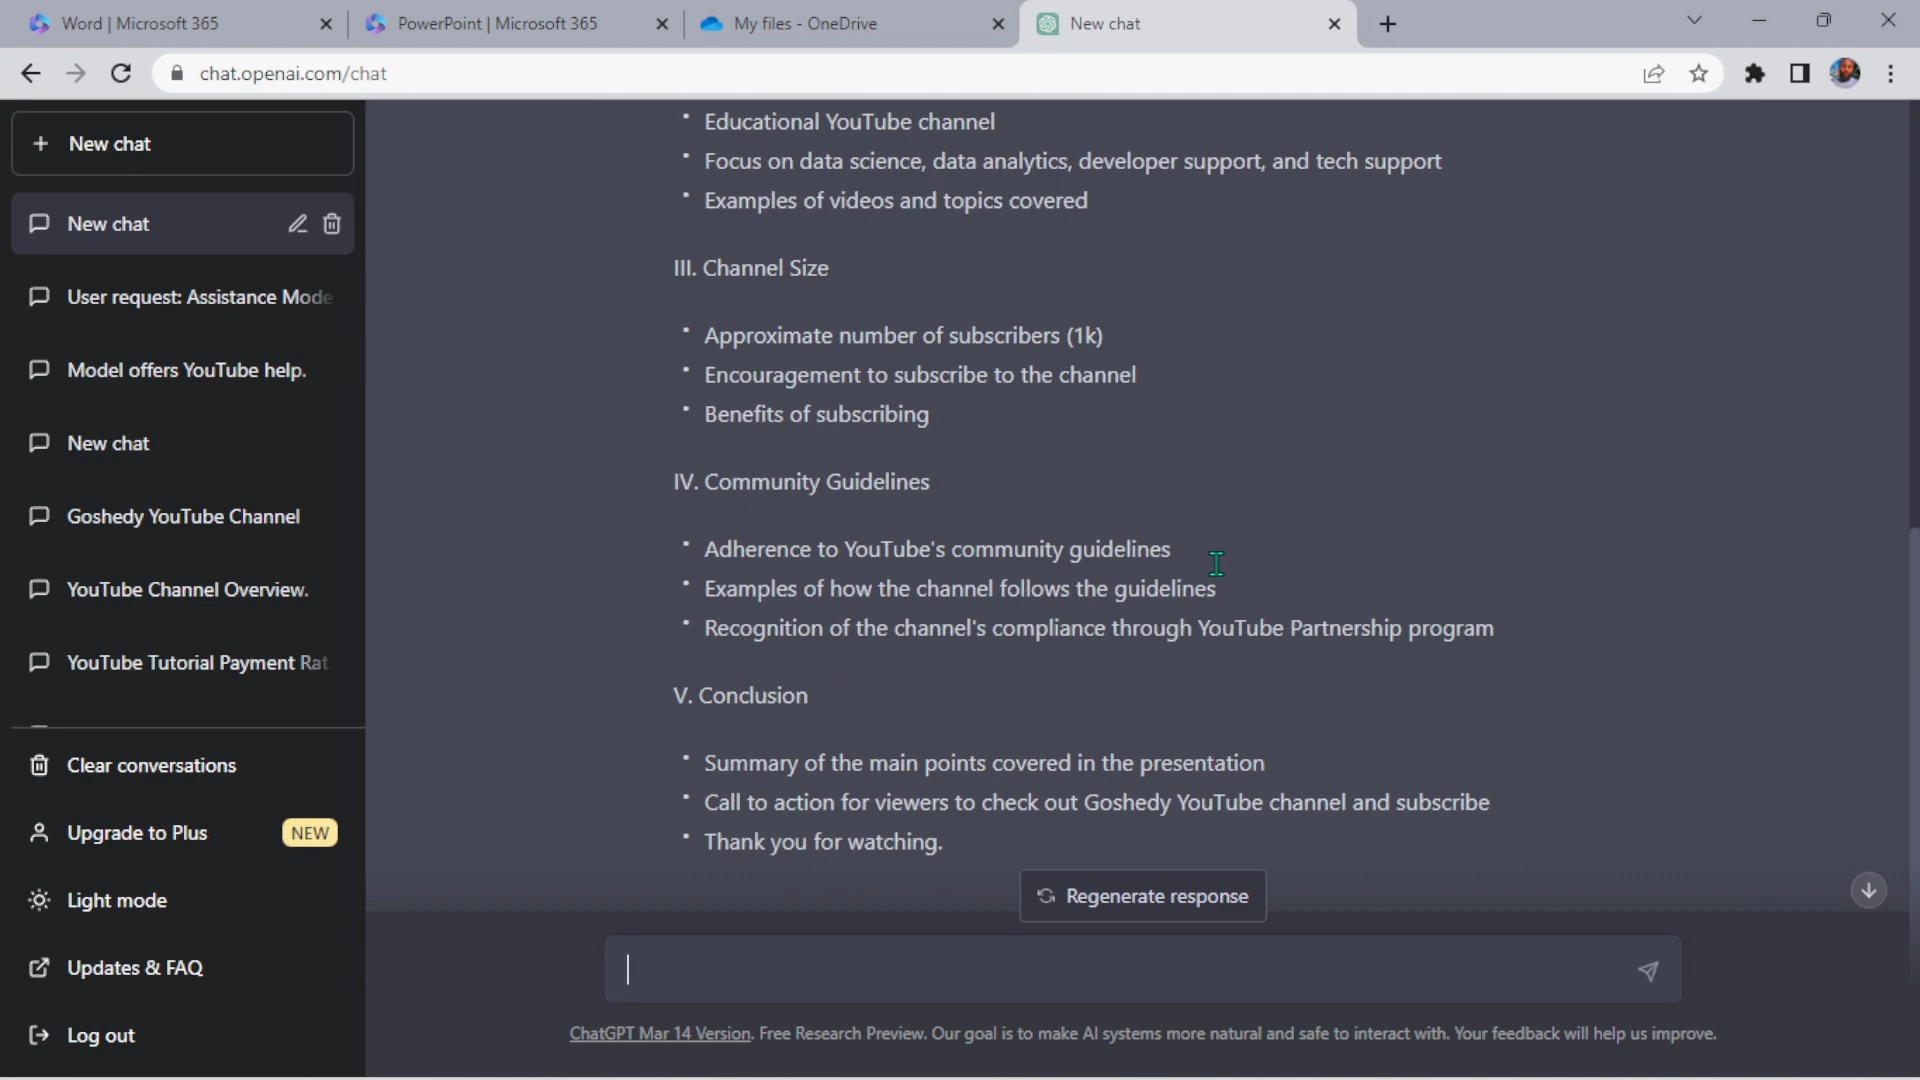 Word | Microsoft 365
PowerPoint | Microsoft 365
My files - OneDrive
New chat
chat.openai.com/chat
New chat
New chat
User request: Assistance Mode
Model offers YouTube help.
New chat
Goshedy YouTube Channel
YouTube Channel Overview.
YouTube Tutorial Payment Rat
Clear conversations
Upgrade to Plus NEW
Light mode
Updates & FAQ
Log out
• Educational YouTube channel
• Focus on data science, data analytics, developer support, and tech support
• Examples of videos and topics covered
III. Channel Size
• Approximate number of subscribers (1k)
• Encouragement to subscribe to the channel
• Benefits of subscribing
IV. Community Guidelines
• Adherence to YouTube's community guidelines
• Examples of how the channel follows the guidelines
• Recognition of the channel's compliance through YouTube Partnership program
V. Conclusion
• Summary of the main points covered in the presentation
• Call to action for viewers to check out Goshedy YouTube channel and subscribe
• Thank you for watching.
Regenerate response
ChatGPT Mar 14 Version. Free Research Preview. Our goal is to make AI systems more natural and safe to interact with. Your feedback will help us improve.